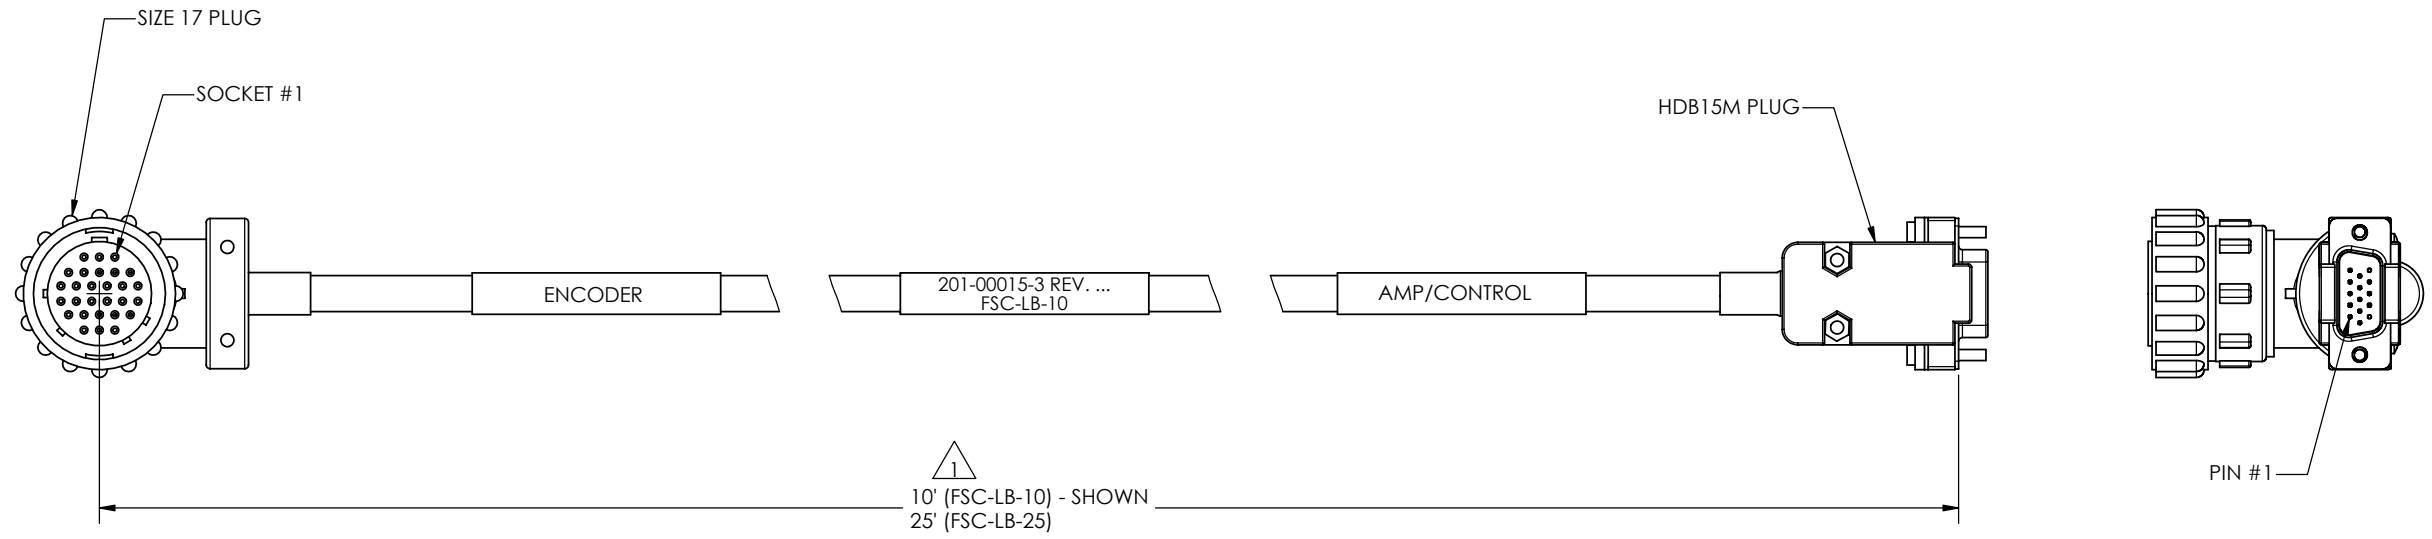 SIZE 17 PLUG
SOCKET #1
HDB15M PLUG
ENCODER
201-00015-3 REV. ...
FSC-LB-10
AMP/CONTROL
1
10' (FSC-LB-10) - SHOWN
25' (FSC-LB-25)
PIN #1